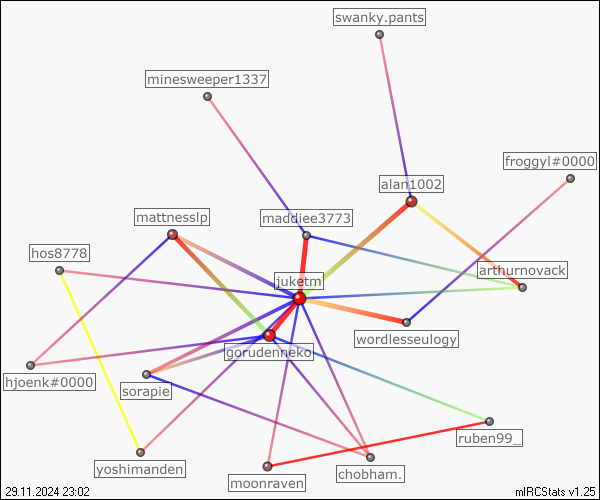 swanky.pants
minesweeper1337
froggyl#0000
alan1002
mattnesslp
maddiee3773
hos8778
arthurnovack
juketm
wordlesseulogy
gorudenneko
hjoenk#0000
sorapie
ruben99_
yoshimanden
chobham.
moonraven
29.11.2024 23:02
mIRCStats v1.25